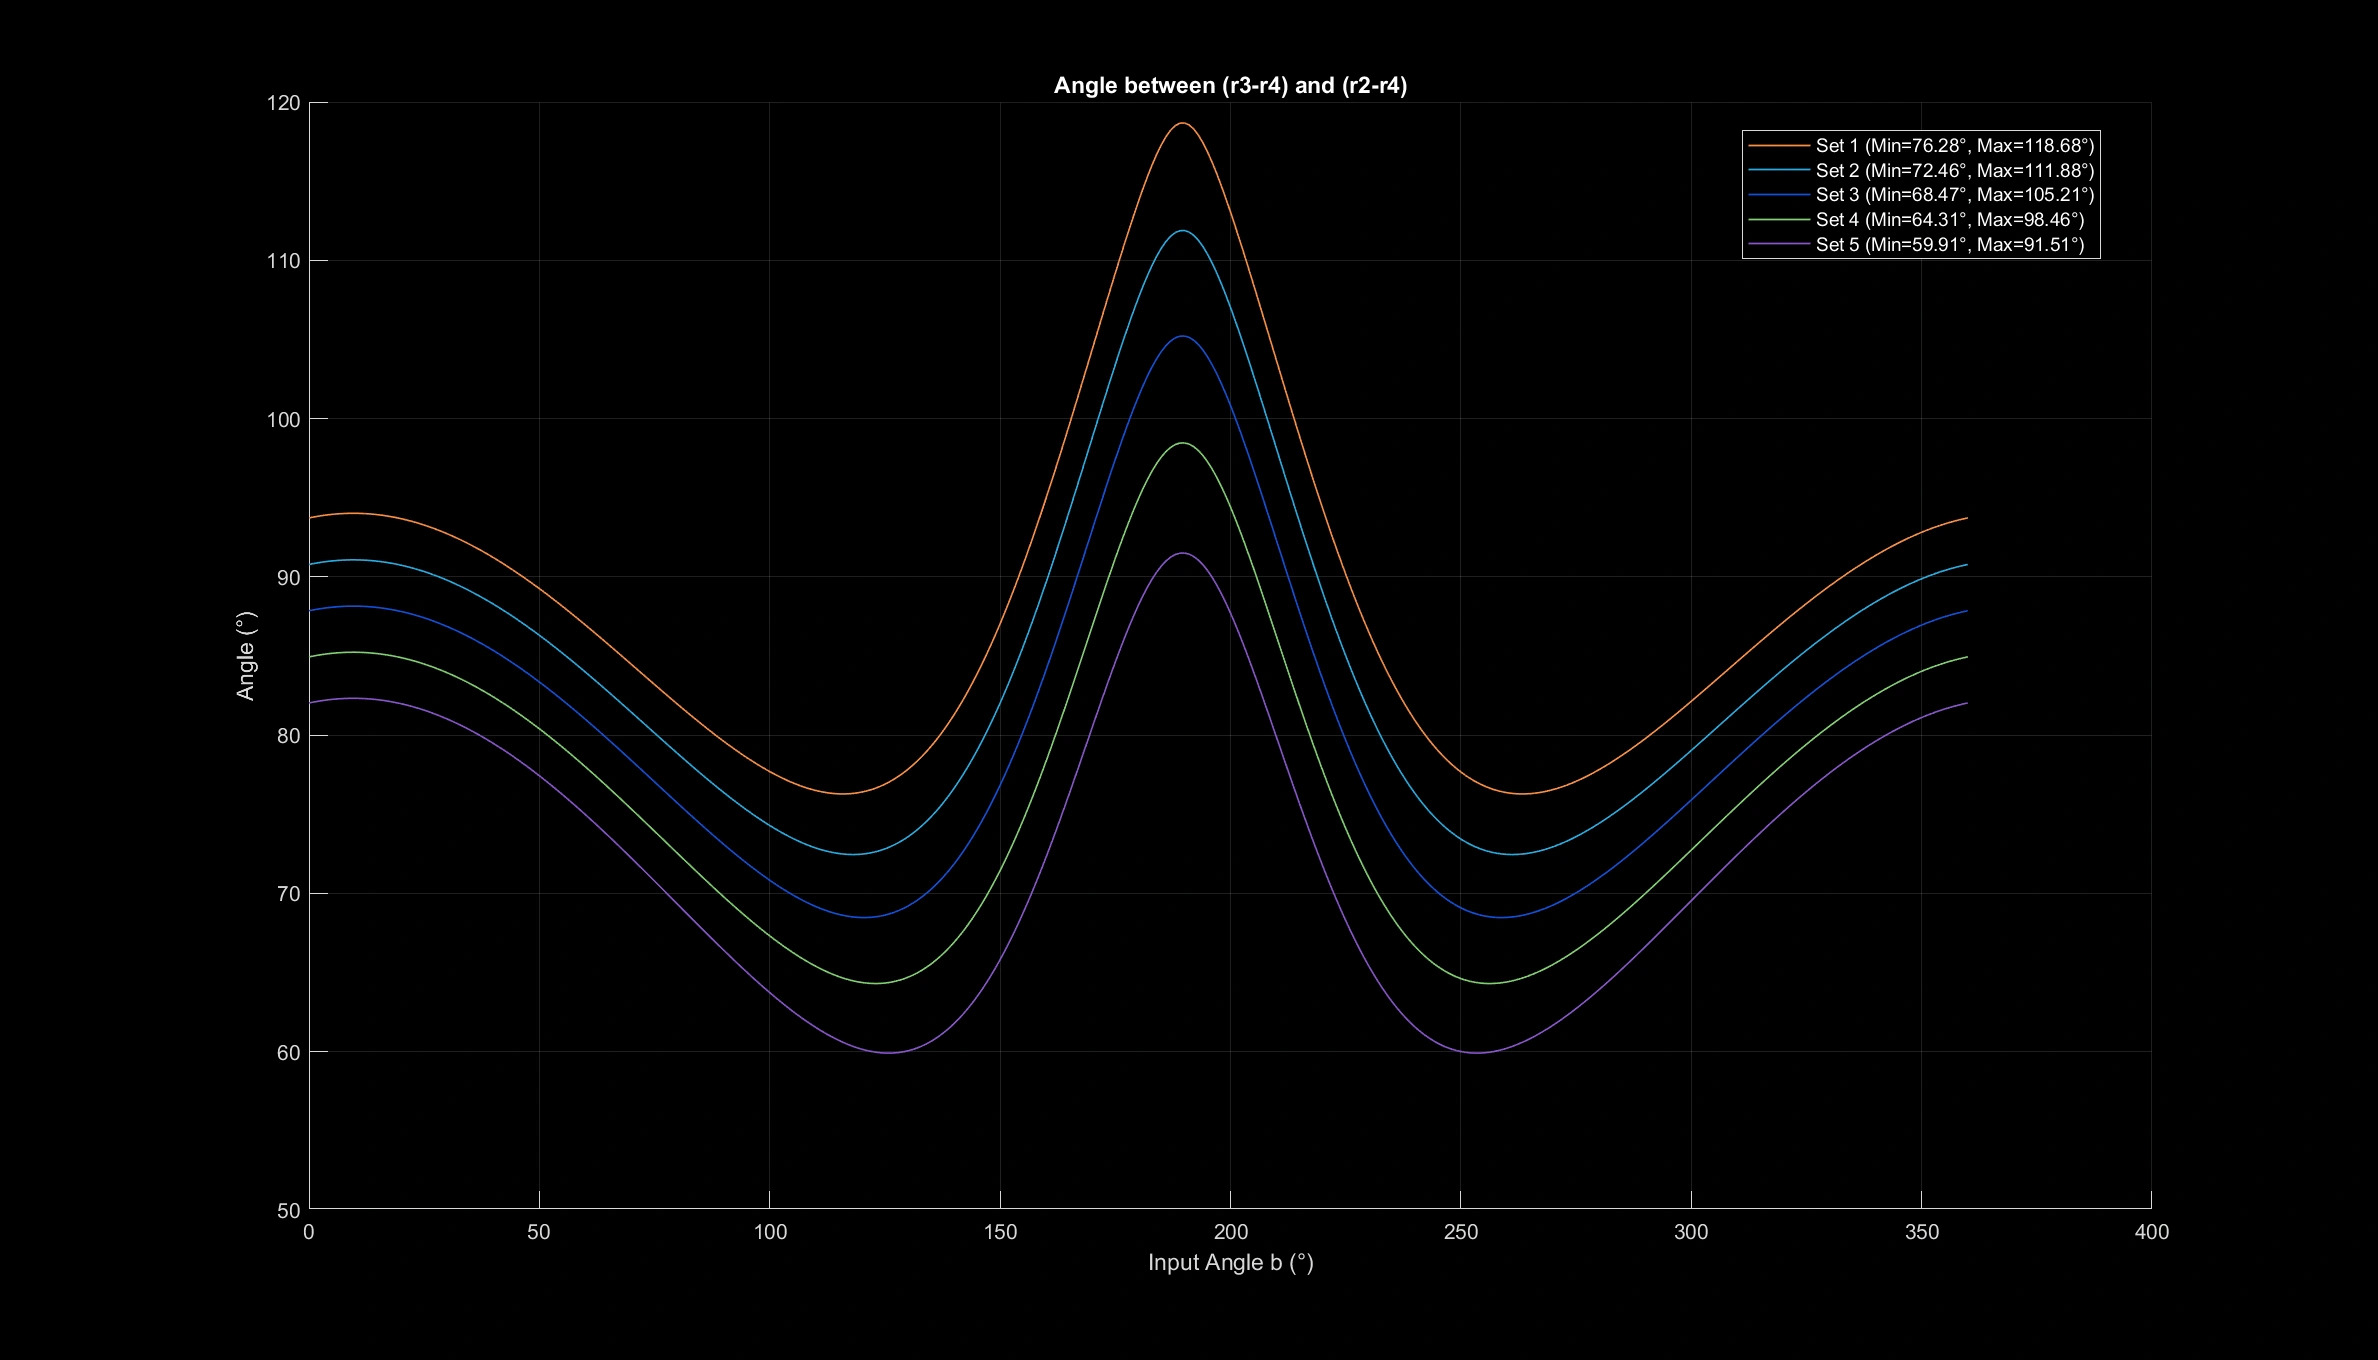 Angle between (r3-r4) and (r2-r4)
120
110
100
90
80
70
60
50
Angle (°)
Set 1 (Min=76.28°, Max=118.68°)
Set 2 (Min=72.46°, Max=111.88°)
Set 3 (Min=68.47°, Max=105.21°)
Set 4 (Min=64.31°, Max=98.46°)
Set 5 (Min=59.91°, Max=91.51°)
0 50 100 150 200 250 300 350 400
Input Angle b (°)